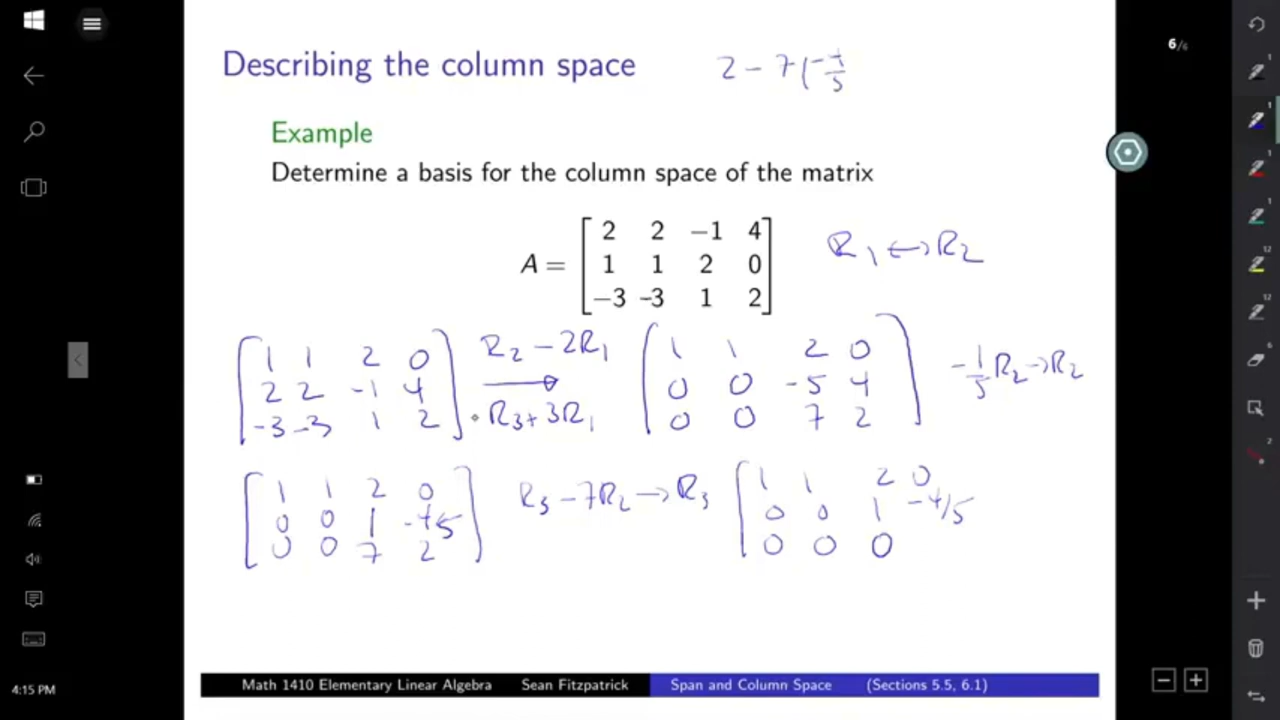 6/6
Describing the column space
2 - 7(-4/5
Example
Determine a basis for the column space of the matrix
A = [2 2 −1 4
1 1 2 0
−3 -3 1 2]
R1 ↔ R2
[1 1 2 0
2 2 -1 4
-3 -3 1 2]
R2 - 2R1
→
R3 + 3R1
[1 1 2 0
0 0 -5 4
0 0 7 2]
-1/5 R2 → R2
[1 1 2 0
0 0 1 -4/5
0 0 7 2]
R3 - 7R2 → R3
[1 1 2 0
0 0 1 -4/5
0 0 0
Math 1410 Elementary Linear Algebra Sean Fitzpatrick Span and Column Space (Sections 5.5, 6.1)
4:15 PM